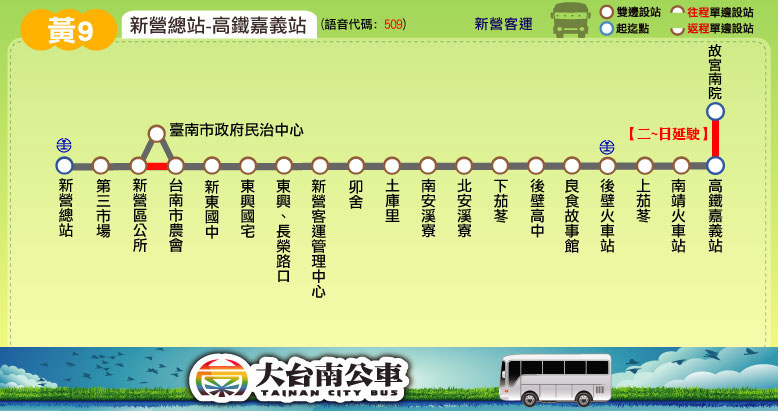 黃9
新營總站-高鐵嘉義站
(語音代碼: 509)
新營客運
雙邊設站
往程單邊設站
起迄點
返程單邊設站
故宮南院
【二~日延駛】
臺南市政府民治中心
新營總站
第三市場
新營區公所
台南市農會
新東國中
東興國宅
東興、長榮路口
新營客運管理中心
卯舍
土庫里
南安溪寮
北安溪寮
下茄苳
後壁高中
良食故事館
後壁火車站
上茄苳
南靖火車站
高鐵嘉義站
大台南公車
TAINAN CITY BUS